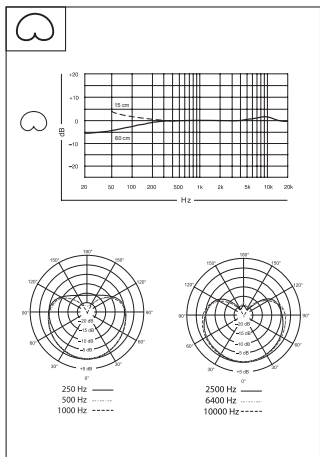 +20
+10
15 cm
0
dB
60 cm
-10
-20
20 50 100 200 500 1k 2k 5k 10k 20k
Hz
180°
150° 150°
120° 120°
90° 90°
60° 60°
30° 30°
0°
-20 dB
-15 dB
-10 dB
-5 dB
+5 dB
250 Hz
500 Hz
1000 Hz
180°
150° 150°
120° 120°
90° 90°
60° 60°
30° 30°
0°
-20 dB
-15 dB
-10 dB
-5 dB
+5 dB
2500 Hz
6400 Hz
10000 Hz